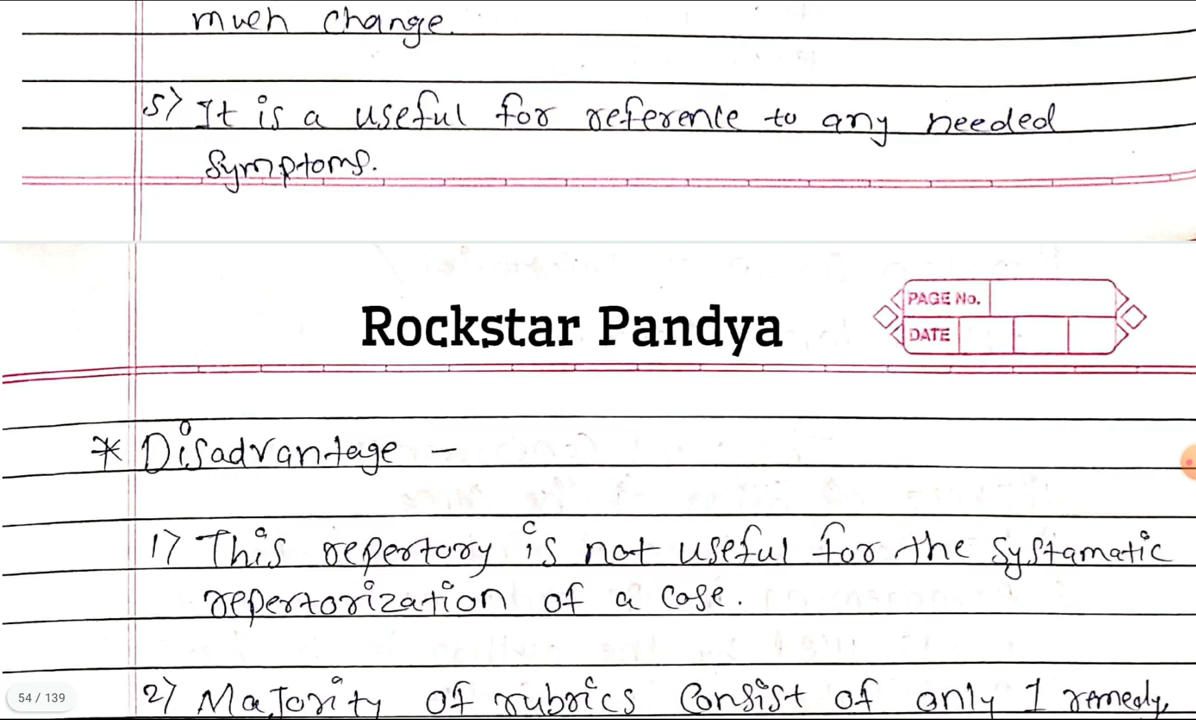 much change.
5) It is a useful for reference to any needed
symptoms.
Rockstar Pandya
PAGE No.
DATE
* Disadvantage -
1) This repertory is not useful for the systamatic
repertorization of a case.
2) Majority of rubrics consist of only 1 remedy,
54 / 139